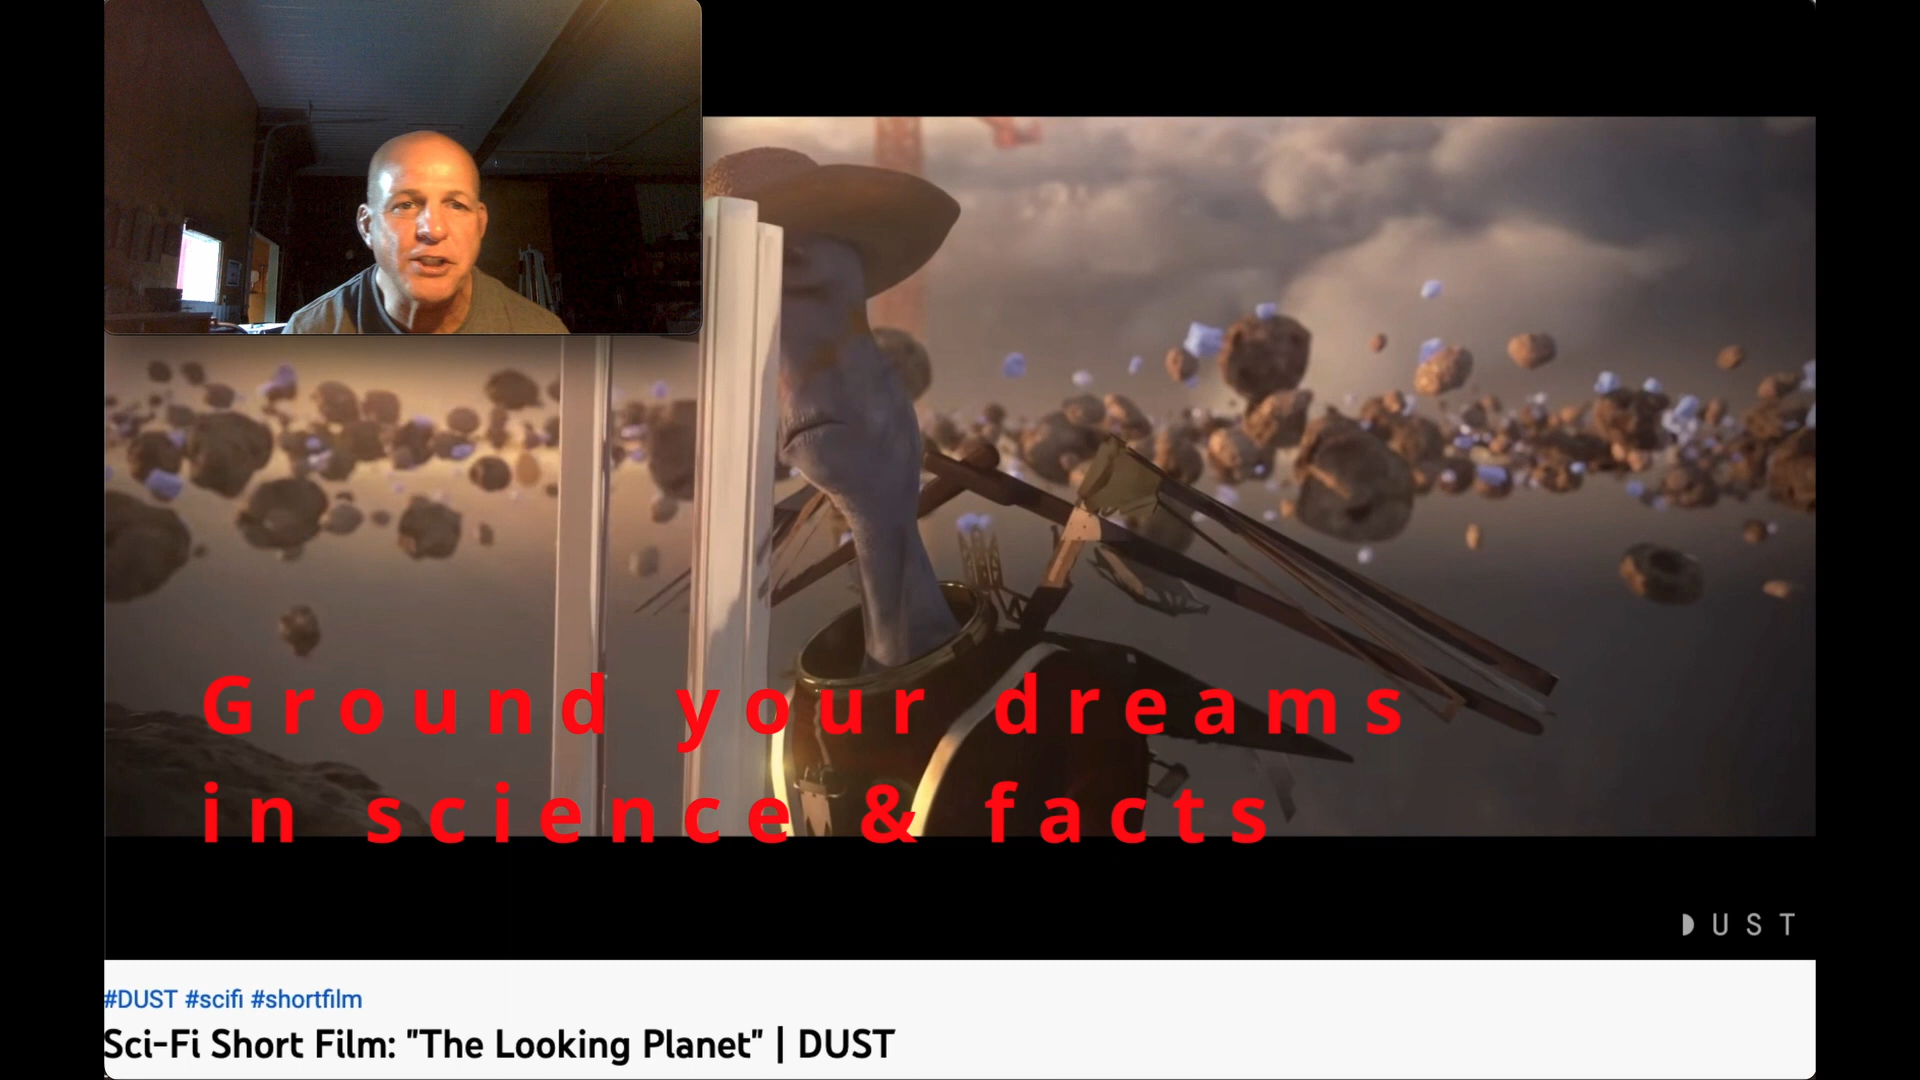 Ground your dreams
in science & facts
DUST
#DUST #scifi #shortfilm
Sci-Fi Short Film: "The Looking Planet" | DUST